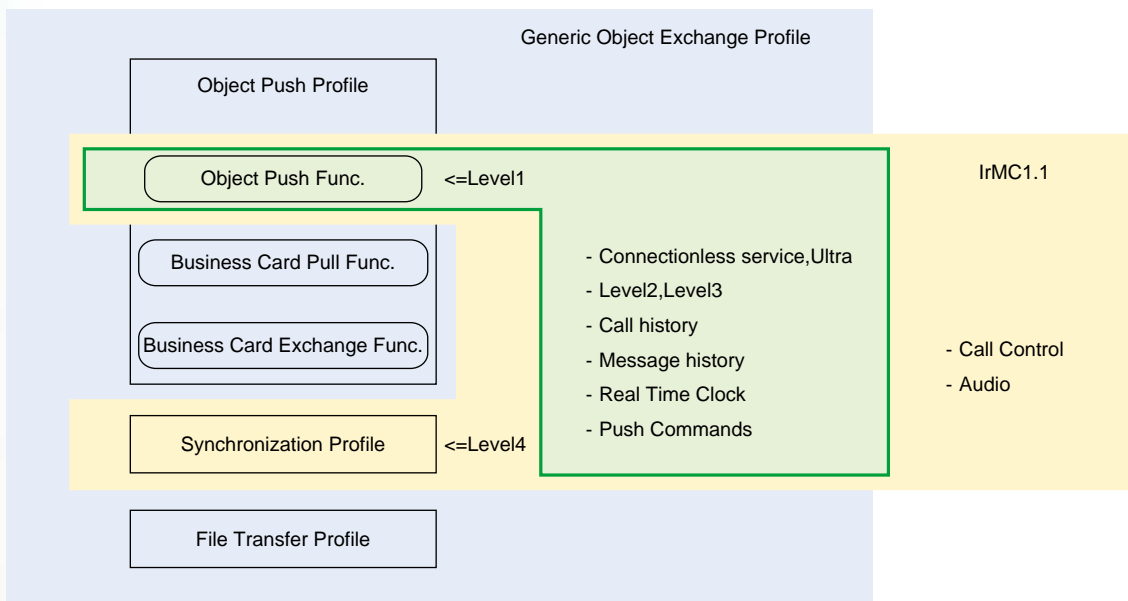 Generic Object Exchange Profile
Object Push Profile
Object Push Func.
<=Level1
IrMC1.1
Business Card Pull Func.
Business Card Exchange Func.
- Connectionless service,Ultra
- Level2,Level3
- Call history
- Message history
- Real Time Clock
- Push Commands
- Call Control
- Audio
Synchronization Profile
<=Level4
File Transfer Profile